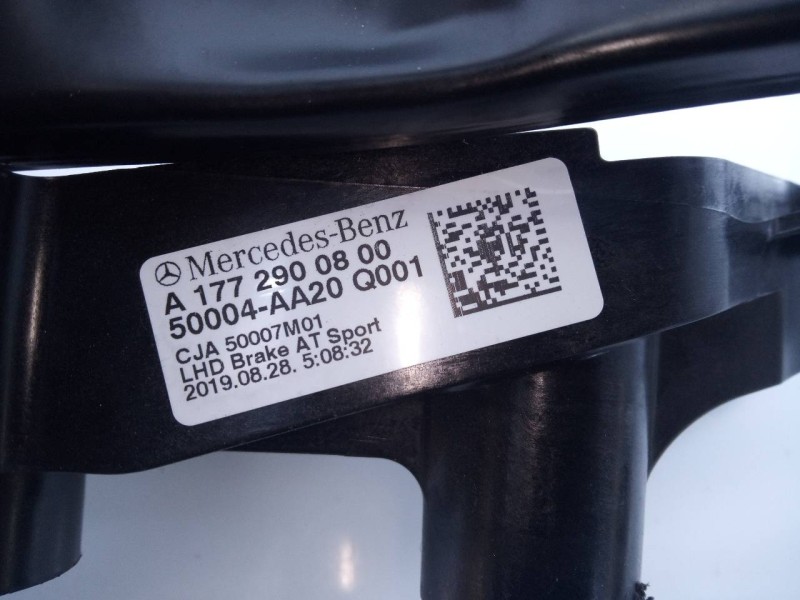 Mercedes-Benz
A 177 290 08 00
50004-AA20 Q001
CJA 50007M01
LHD Brake AT Sport
2019.08.28. 5:08:32